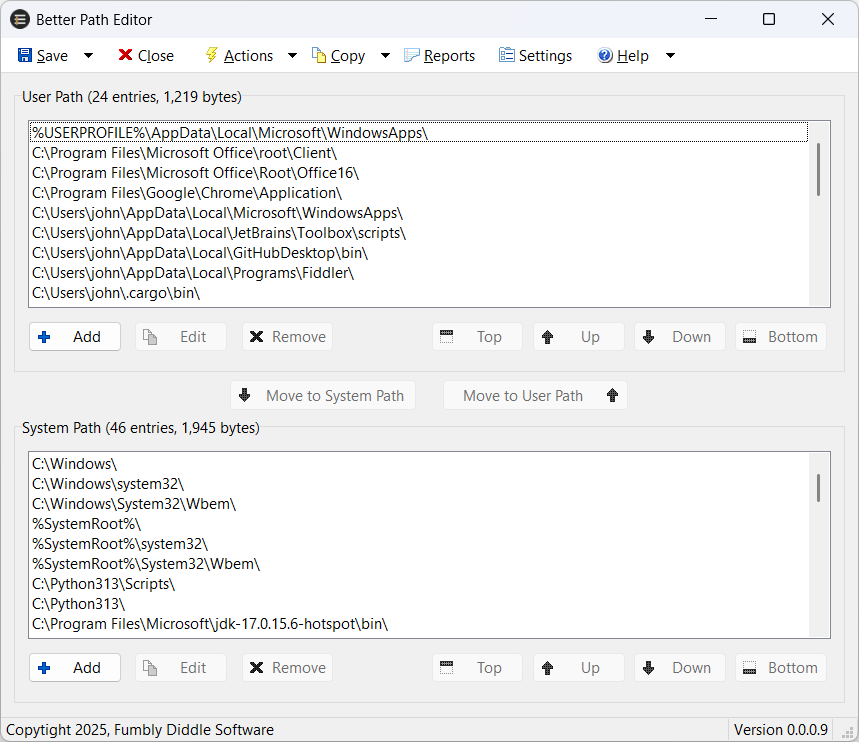 Better Path Editor
Save Close Actions Copy Reports Settings Help
User Path (24 entries, 1,219 bytes)
%USERPROFILE%\AppData\Local\Microsoft\WindowsApps\
C:\Program Files\Microsoft Office\root\Client\
C:\Program Files\Microsoft Office\Root\Office16\
C:\Program Files\Google\Chrome\Application\
C:\Users\john\AppData\Local\Microsoft\WindowsApps\
C:\Users\john\AppData\Local\JetBrains\Toolbox\scripts\
C:\Users\john\AppData\Local\GitHubDesktop\bin\
C:\Users\john\AppData\Local\Programs\Fiddler\
C:\Users\john\.cargo\bin\
Add Edit Remove Top Up Down Bottom
Move to System Path Move to User Path
System Path (46 entries, 1,945 bytes)
C:\Windows\
C:\Windows\system32\
C:\Windows\System32\Wbem\
%SystemRoot%\
%SystemRoot%\system32\
%SystemRoot%\System32\Wbem\
C:\Python313\Scripts\
C:\Python313\
C:\Program Files\Microsoft\jdk-17.0.15.6-hotspot\bin\
Add Edit Remove Top Up Down Bottom
Copytight 2025, Fumbly Diddle Software Version 0.0.0.9